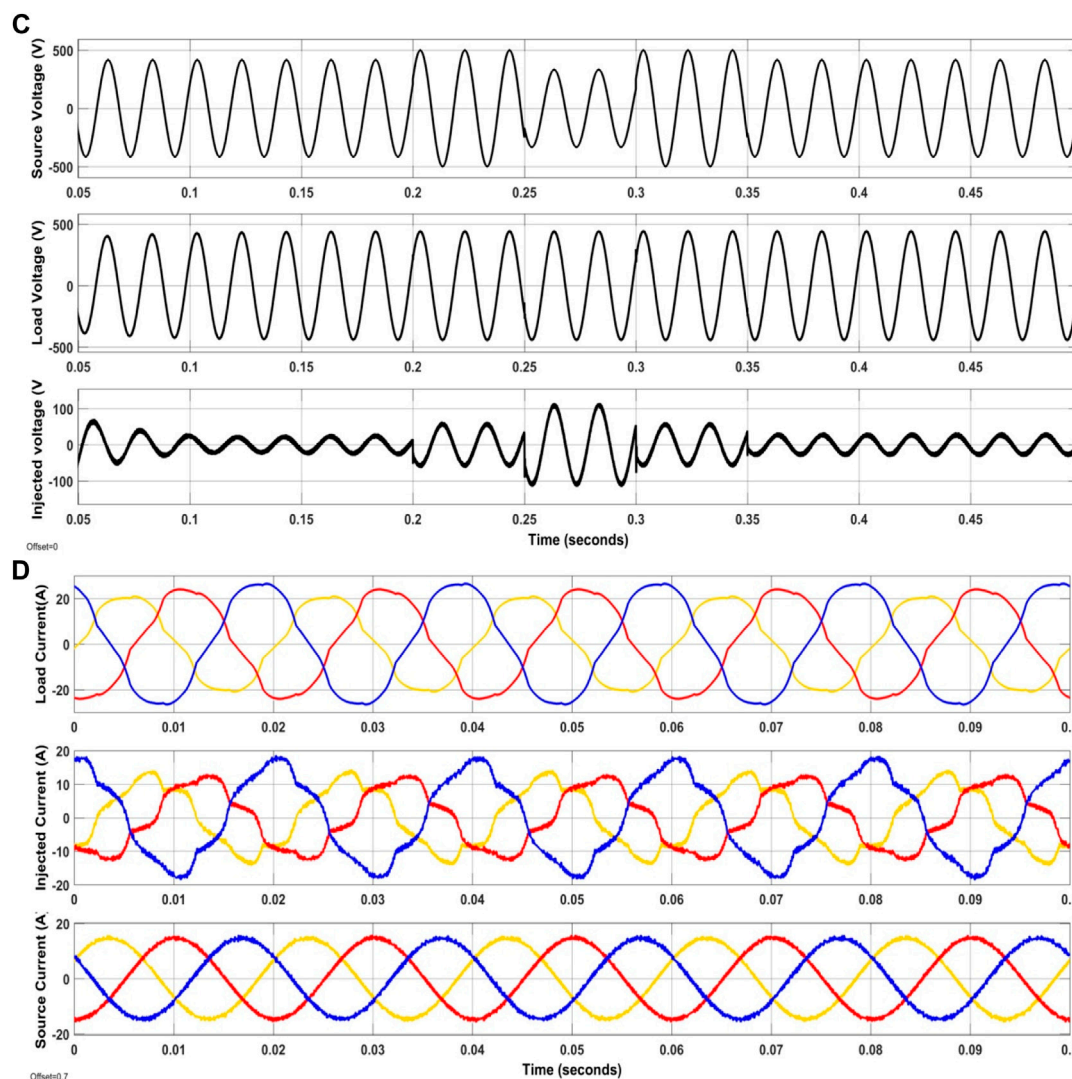 C
Source Voltage (V)
500
0
-500
0.05 0.1 0.15 0.2 0.25 0.3 0.35 0.4 0.45
Load Voltage (V)
500
0
-500
0.05 0.1 0.15 0.2 0.25 0.3 0.35 0.4 0.45
Injected voltage (V
100
0
-100
0.05 0.1 0.15 0.2 0.25 0.3 0.35 0.4 0.45
Time (seconds)
Offset=0
D
Load Current(A)
20
0
-20
0 0.01 0.02 0.03 0.04 0.05 0.06 0.07 0.08 0.09 0.
Injected Current (A)
20
10
0
-10
-20
0 0.01 0.02 0.03 0.04 0.05 0.06 0.07 0.08 0.09 0.
Source Current (A
20
0
-20
0 0.01 0.02 0.03 0.04 0.05 0.06 0.07 0.08 0.09 0.
Time (seconds)
Offset=0.7